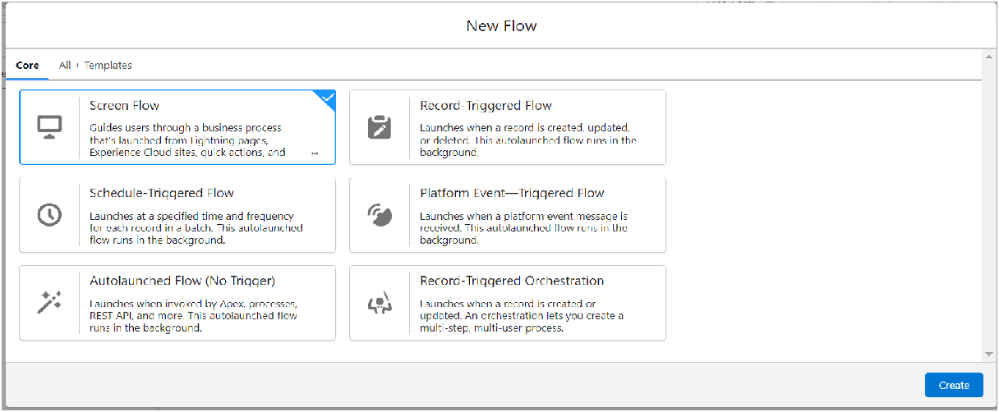 New Flow
Core
All + Templates
Screen Flow
Guides users through a business process
that's launched from Lightning pages,
Experience Cloud sites, quick actions, and ...
Record-Triggered Flow
Launches when a record is created, updated,
or deleted. This autolaunched flow runs in the
background.
Schedule-Triggered Flow
Launches at a specified time and frequency
for each record in a batch. This autolaunched
flow runs in the background.
Platform Event—Triggered Flow
Launches when a platform event message is
received. This autolaunched flow runs in the
background.
Autolaunched Flow (No Trigger)
Launches when invoked by Apex, processes,
REST API, and more. This autolaunched flow
runs in the background.
Record-Triggered Orchestration
Launches when a record is created or
updated. An orchestration lets you create a
multi-step, multi-user process.
Create